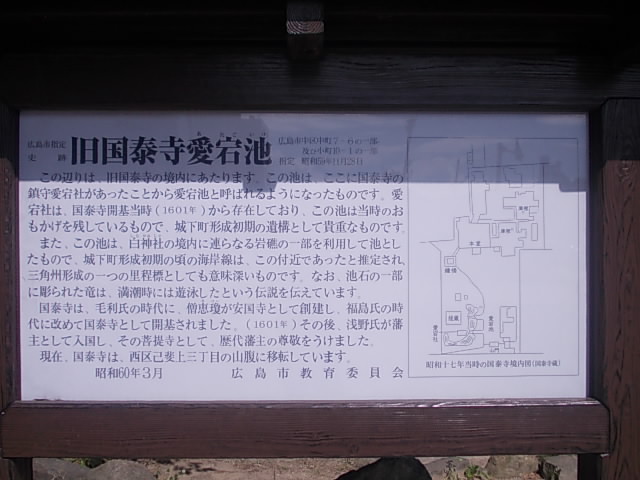 広島市指定
史跡
旧国泰寺愛宕池
あたごいけ
広島市中区中町7-6の一部
及び小町10-1の一部
指定 昭和59年11月28日
この辺りは、旧国泰寺の境内にあたります。この池は、ここに国泰寺の
鎮守愛宕社があったことから愛宕池と呼ばれるようになったものです。愛
宕社は、国泰寺開基当時(1601年)から存在しており、この池は当時のお
もかげを残しているもので、城下町形成初期の遺構として貴重なものです。
また、この池は、白神社の境内に連らなる岩礁の一部を利用して池とし
たもので、城下町形成初期の頃の海岸線は、この付近であったと推定され、
三角州形成の一つの里程標としても意味深いものです。なお、池石の一部
に彫られた竜は、満潮時には遊泳したという伝説を伝えています。
国泰寺は、毛利氏の時代に、僧恵瓊が安国寺として創建し、福島氏の時
代に改めて国泰寺として開基されました。(1601年)その後、浅野氏が藩
主として入国し、その菩提寺として、歴代藩主の尊敬をうけました。
現在、国泰寺は、西区己斐上三丁目の山腹に移転しています。
昭和60年3月 広島市教育委員会
本堂
鐘楼
愛宕社
愛宕池
昭和十七年当時の国泰寺境内図(国泰寺蔵)